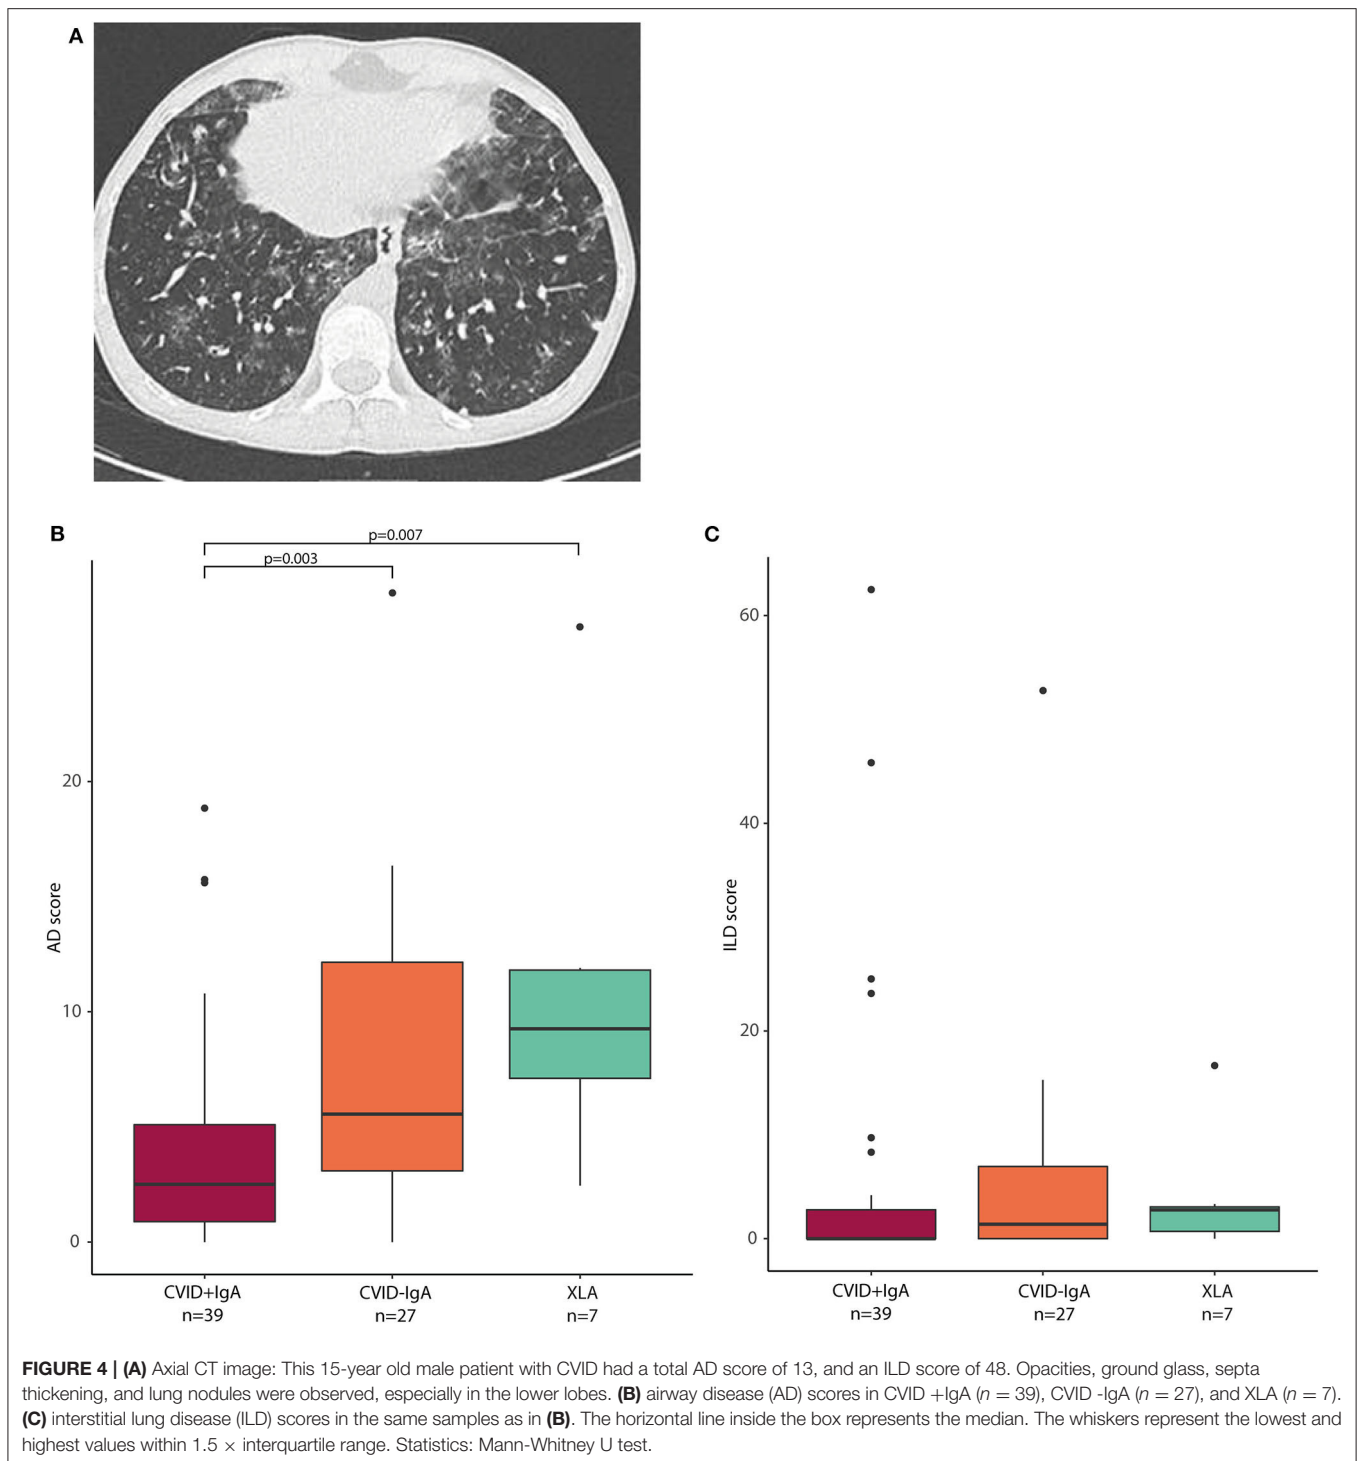 A
B
p=0.007
p=0.003
20
10
0
AD score
CVID+IgA
n=39
CVID-IgA
n=27
XLA
n=7
C
60
40
20
0
ILD score
CVID+IgA
n=39
CVID-IgA
n=27
XLA
n=7
FIGURE 4 | (A) Axial CT image: This 15-year old male patient with CVID had a total AD score of 13, and an ILD score of 48. Opacities, ground glass, septa
thickening, and lung nodules were observed, especially in the lower lobes. (B) airway disease (AD) scores in CVID +IgA (n = 39), CVID -IgA (n = 27), and XLA (n = 7).
(C) interstitial lung disease (ILD) scores in the same samples as in (B). The horizontal line inside the box represents the median. The whiskers represent the lowest and
highest values within 1.5 × interquartile range. Statistics: Mann-Whitney U test.